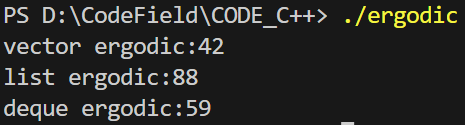 PS D:\CodeField\CODE_C++> ./ergodic
vector ergodic:42
list ergodic:88
deque ergodic:59